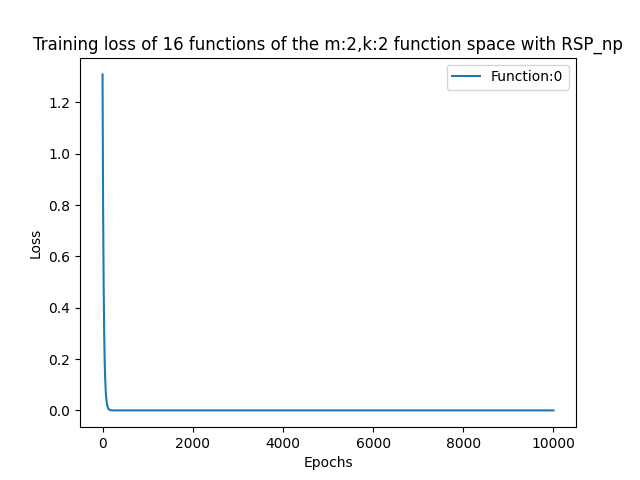 Training loss of 16 functions of the m:2,k:2 function space with RSP_np
Function:0
1.2
1.0
0.8
0.6
0.4
0.2
0.0
Loss
0 2000 4000 6000 8000 10000
Epochs